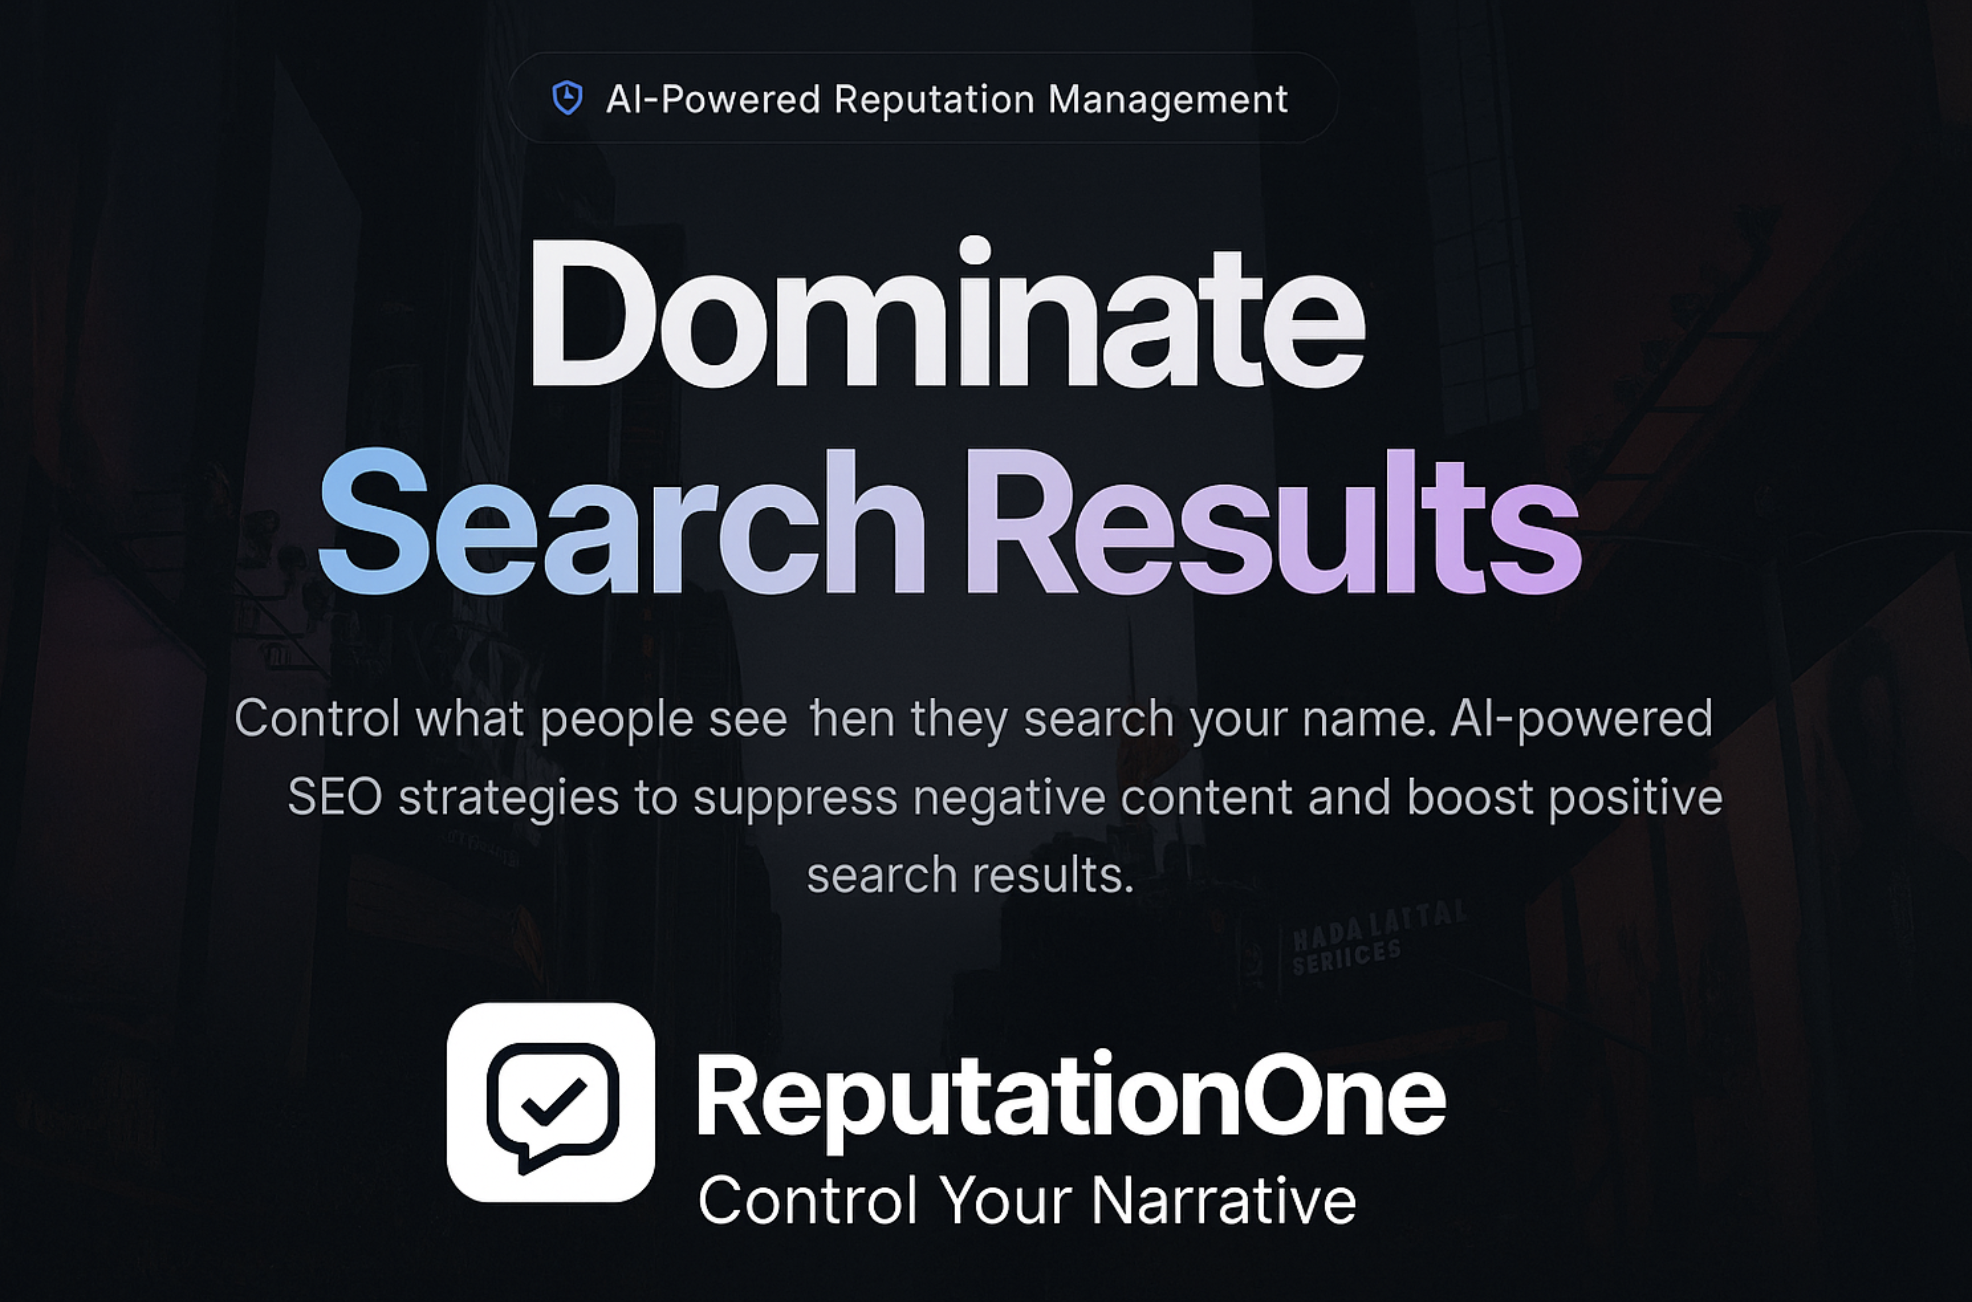 AI-Powered Reputation Management
Dominate
Search Results
Control what people see hen they search your name. AI-powered
SEO strategies to suppress negative content and boost positive
search results.
SERIICES
ReputationOne
Control Your Narrative